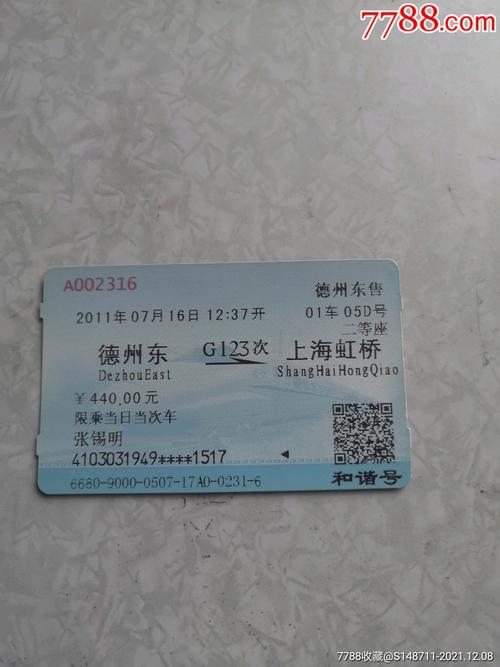 7788.com
A002316
德州东售
2011年07月16日 12:37开
01车 05D号
二等座
德州东
G123次
上海虹桥
DezhouEast
ShangHaiHongQiao
¥440.00元
限乘当日当次车
张锡明
4103031949****1517
和谐号
6680-9000-0507-17A0-0231-6
7788收藏@S148711-2021.12.08